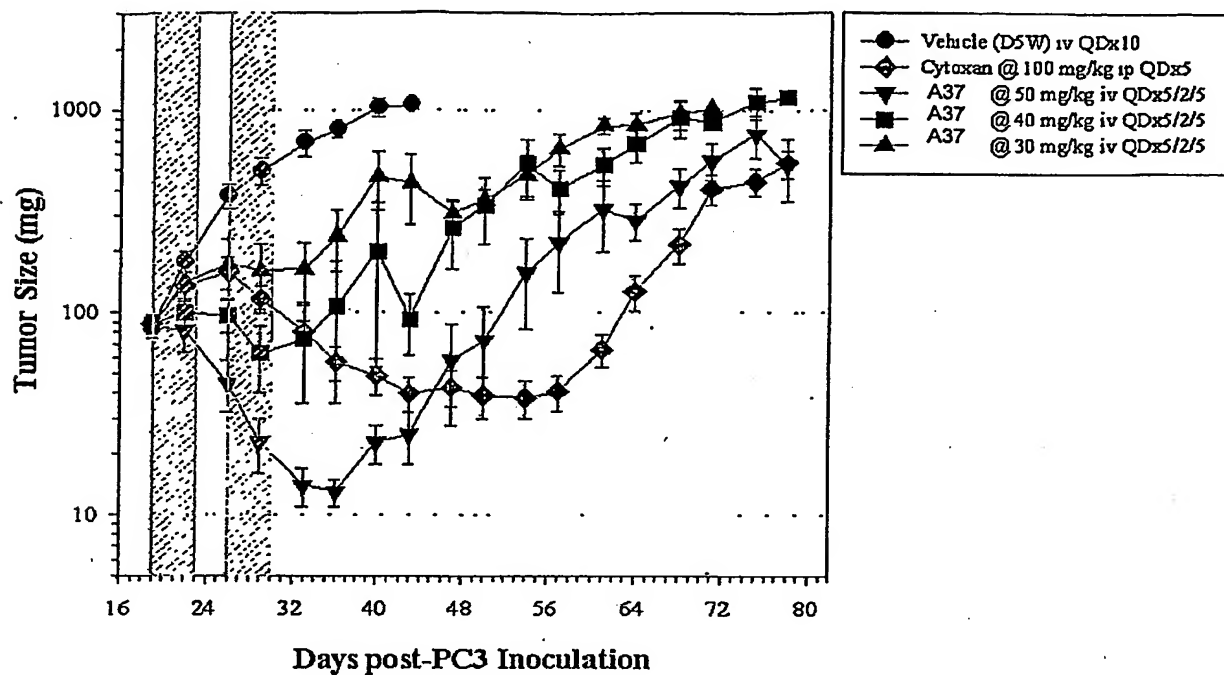 1000
100
10
Tumor Size (mg)
16 24 32 40 48 56 64 72 80
Days post-PC3 Inoculation
Vehicle (D5W) iv QDx10
Cytoxan @ 100 mg/kg ip QDx5
A37 @ 50 mg/kg iv QDx5/2/5
A37 @ 40 mg/kg iv QDx5/2/5
A37 @ 30 mg/kg iv QDx5/2/5